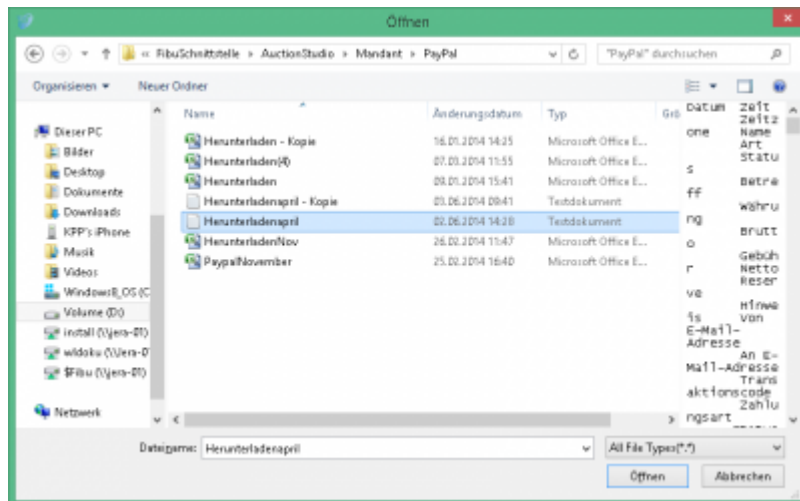 Öffnen
« FibuSchnittstelle › AuctionStudio › Mandant › PayPal
"PayPal" durchsuchen
Organisieren
Neuer Ordner
Name Änderungsdatum Typ Grö
Dieser PC
Bilder
Desktop
Dokumente
Downloads
KPP's iPhone
Musik
Videos
Windows8_OS (C
Volume (D:)
install (\\jera-01)
widoku (\\jera-0
$Fibu (\\jera-01)
Netzwerk
Herunterladen - Kopie 16.01.2014 14:25 Microsoft Office E...
Herunterladen(4) 07.03.2014 11:55 Microsoft Office E...
Herunterladen 09.01.2014 15:41 Microsoft Office E...
Herunterladenapril - Kopie 03.06.2014 09:41 Textdokument
Herunterladenapril 02.06.2014 14:28 Textdokument
HerunterladenNov 26.02.2014 11:47 Microsoft Office E...
PaypalNovember 25.02.2014 16:40 Microsoft Office E...
Datum Zeit
Zeitz
one Name
Art
Statu
s
Betre
ff
Währu
ng
Brutt
o
Gebüh
r Netto
Reser
ve
Hinwe
is Von
E-Mail-
Adresse
An E-
Mail-Adresse
Trans
aktionscode
Zahlu
ngsart
Dateiname: Herunterladenapril
All File Types(*.*)
Öffnen
Abbrechen